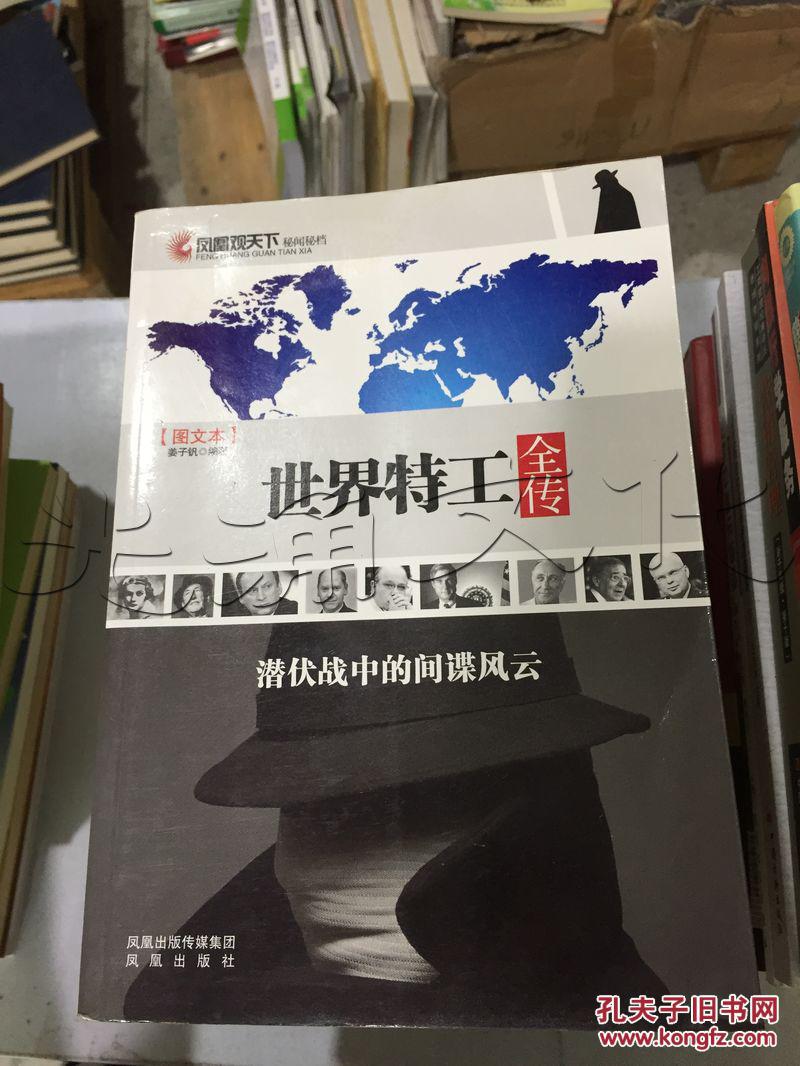 凤凰观天下 秘闻秘档
FENG HUANG GUAN TIAN XIA
【图文本】
姜子钒◎编著
世界特工全传
潜伏战中的间谍风云
凤凰出版传媒集团
凤凰出版社
孔夫子旧书网
www.kongfz.com